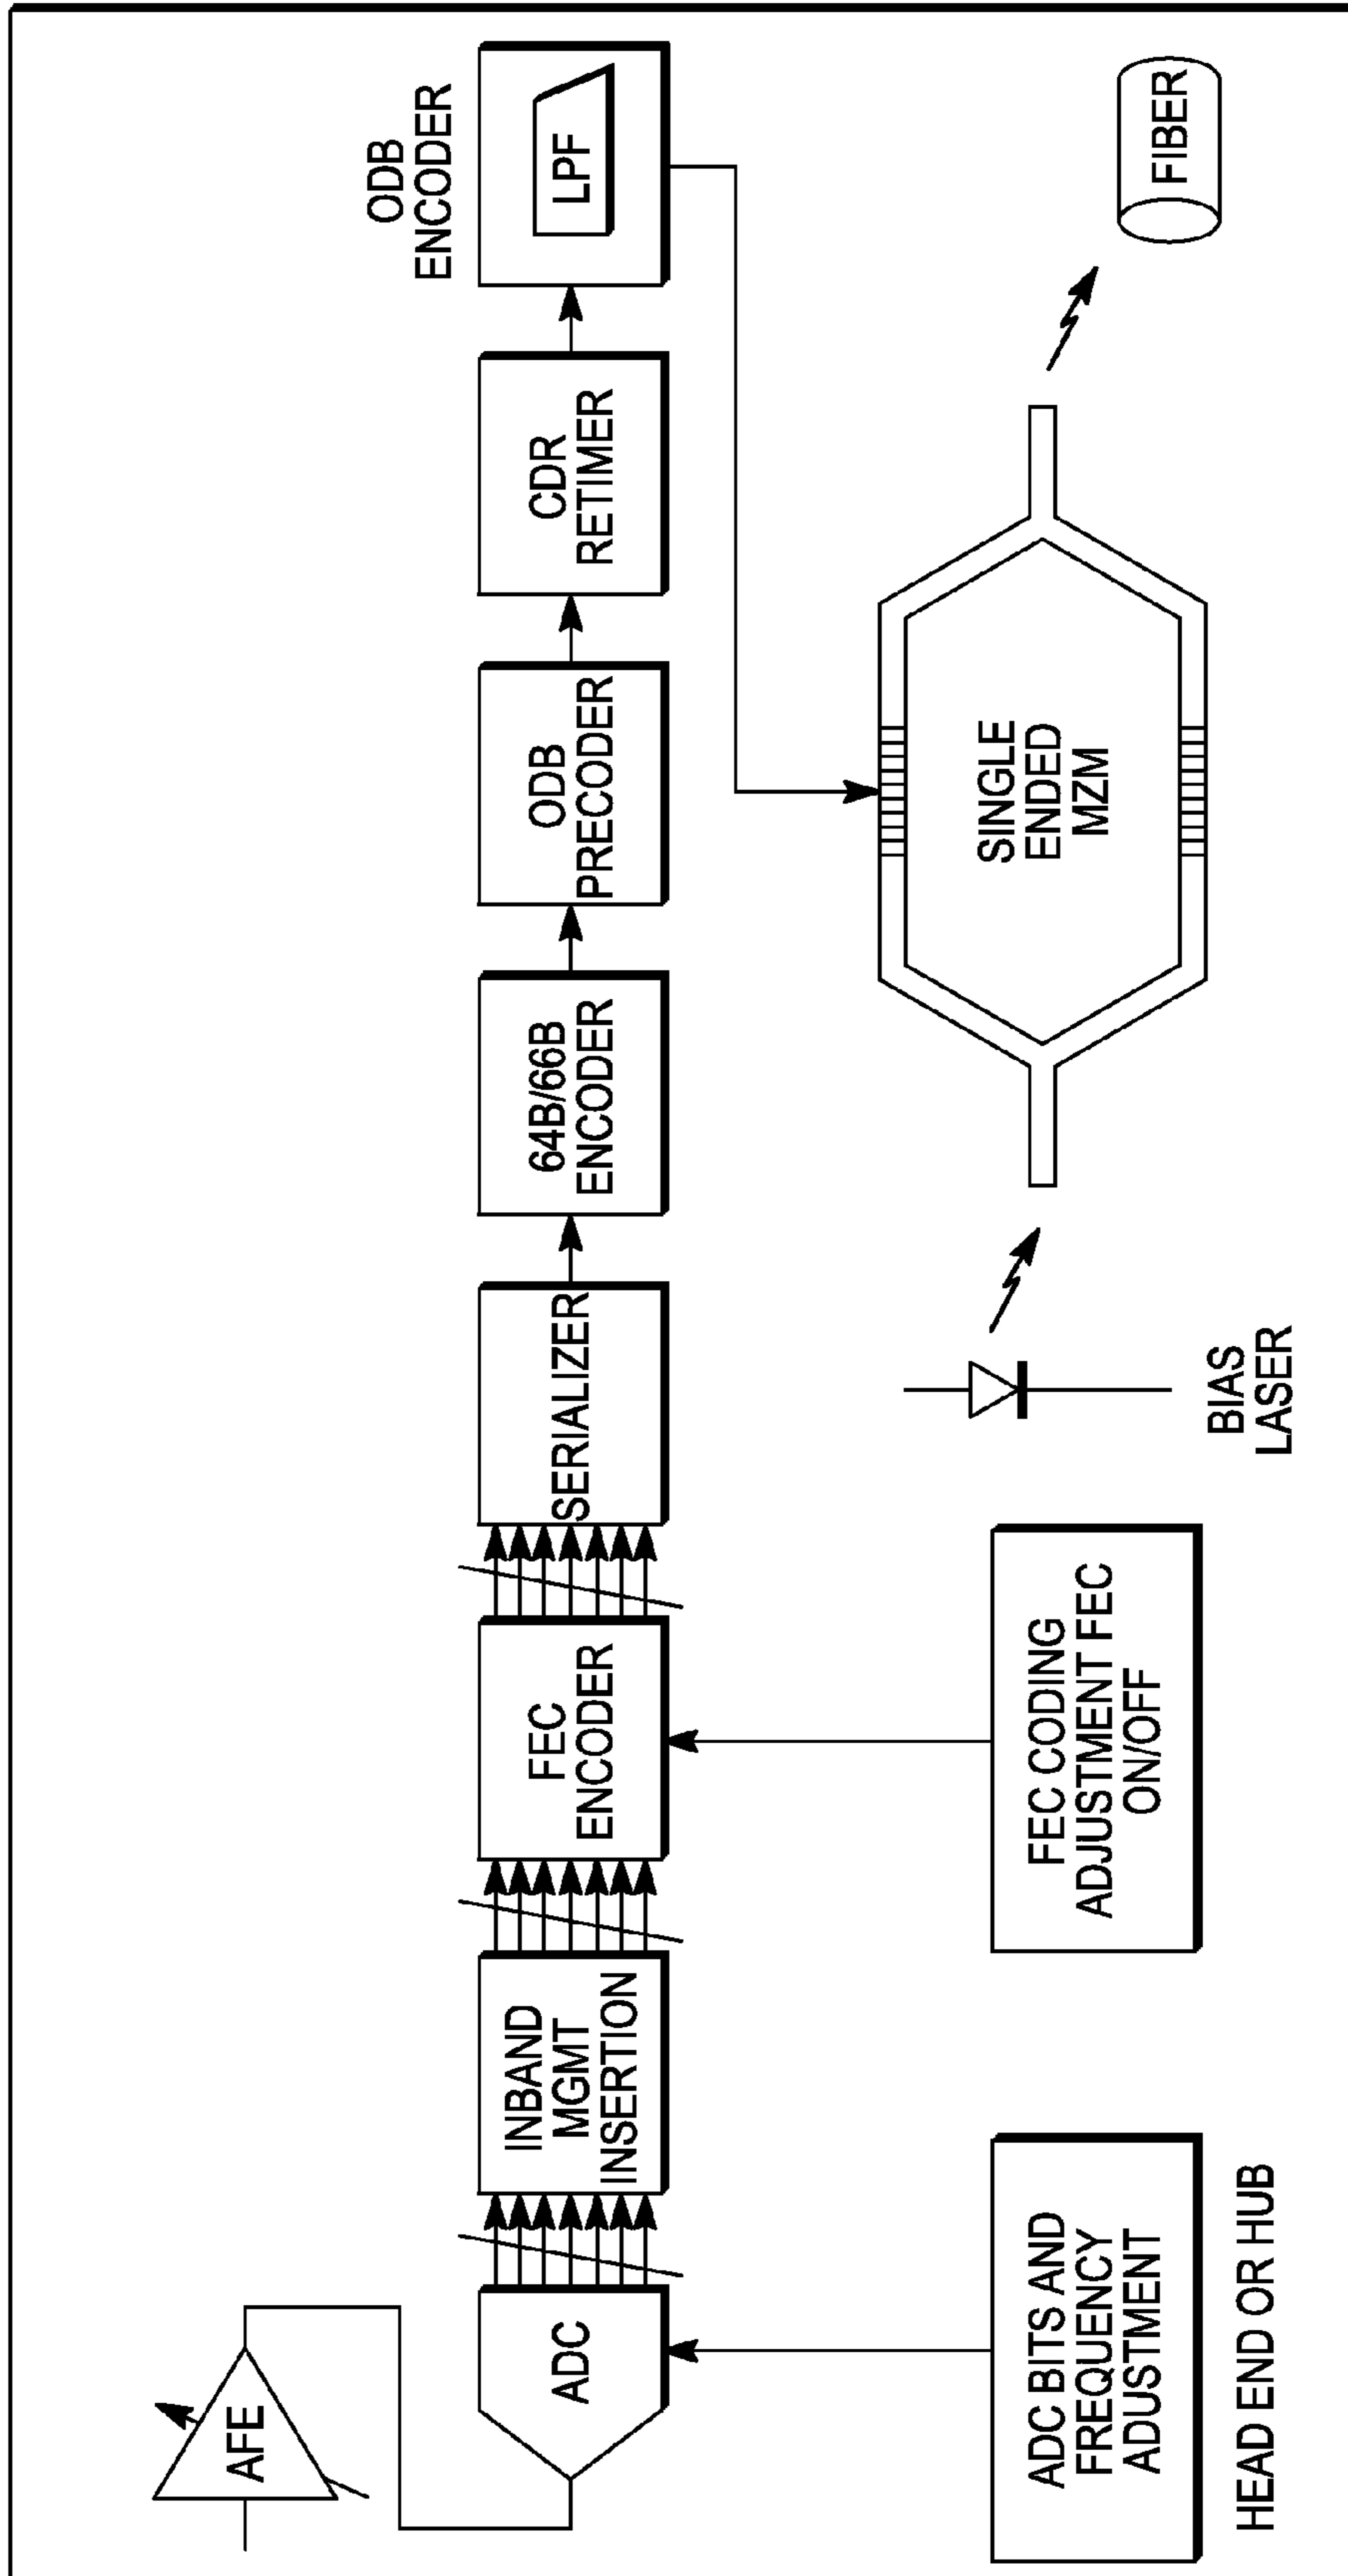 AFE
ADC
INBAND
MGMT
INSERTION
FEC
ENCODER
SERIALIZER
64B/66B
ENCODER
ODB
PRECODER
CDR
RETIMER
ODB
ENCODER
LPF
ADC BITS AND
FREQUENCY
ADUSTMENT
FEC CODING
ADJUSTMENT FEC
ON/OFF
BIAS
LASER
SINGLE
ENDED
MZM
FIBER
HEAD END OR HUB